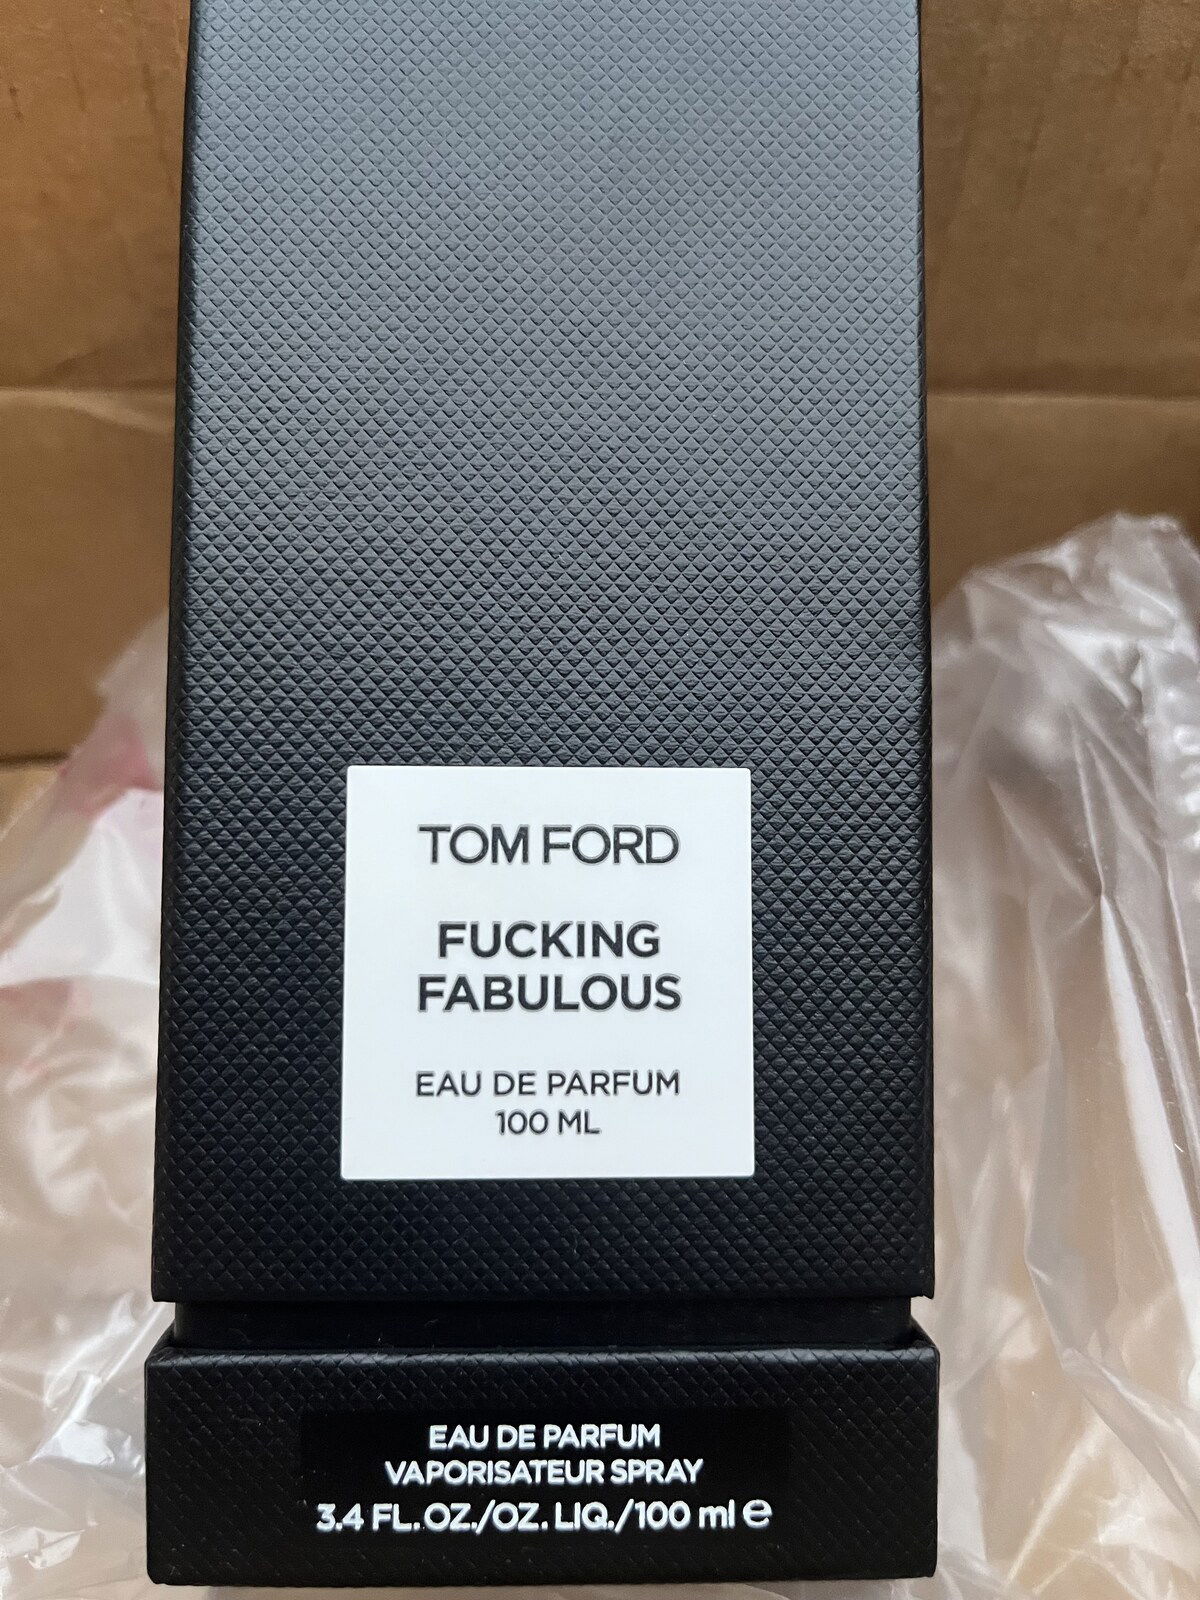 TOM FORD
FUCKING
FABULOUS
EAU DE PARFUM
100 ML
EAU DE PARFUM
VAPORISATEUR SPRAY
3.4 FL.OZ./OZ. LIQ./100 ml ℮